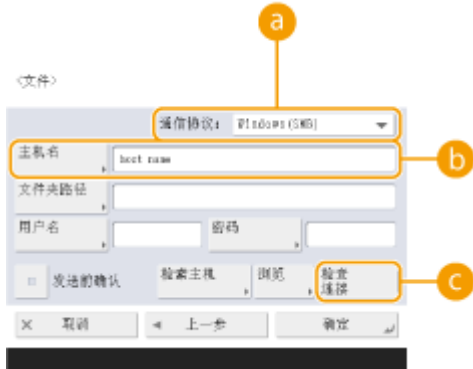 a
<文件>
通信协议： Windows(SMB)
主机名 host name b
文件夹路径
用户名 密码
发送前确认 检索主机 浏览 检查连接 c
× 取消 上一步 确定